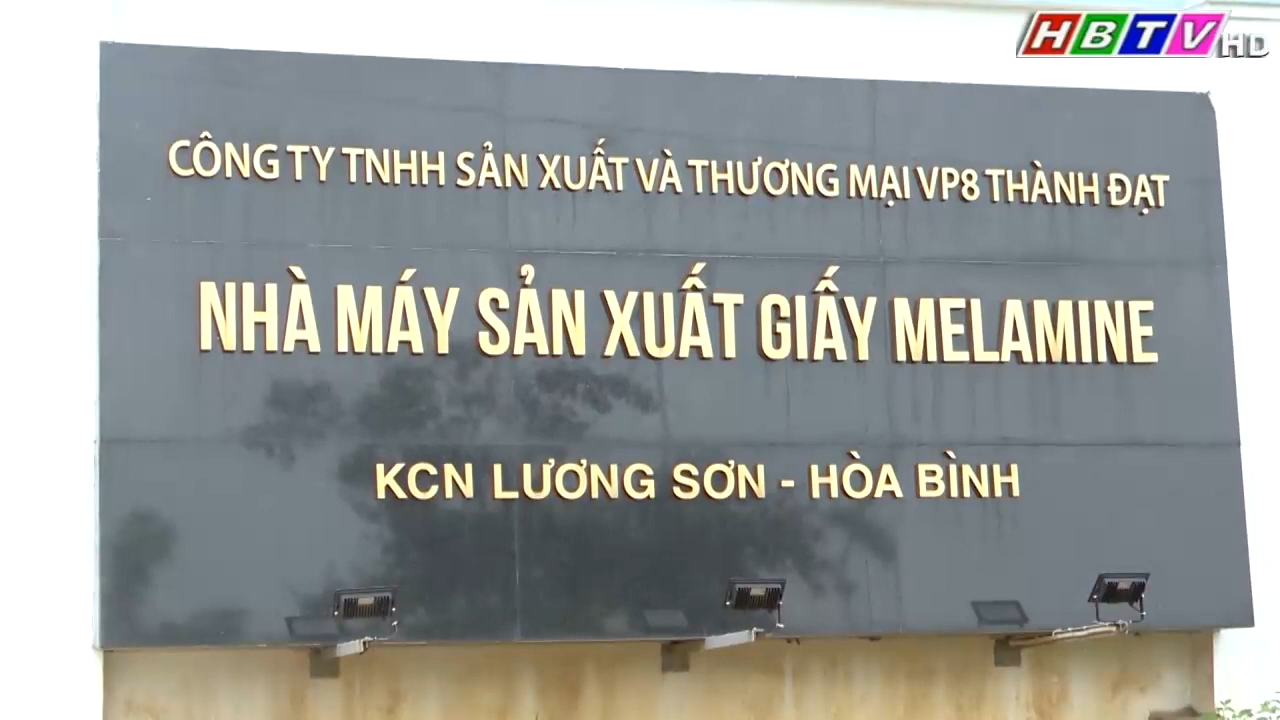 HBTV HD
CÔNG TY TNHH SẢN XUẤT VÀ THƯƠNG MẠI VP8 THÀNH ĐẠT
NHÀ MÁY SẢN XUẤT GIẤY MELAMINE
KCN LƯƠNG SƠN - HÒA BÌNH